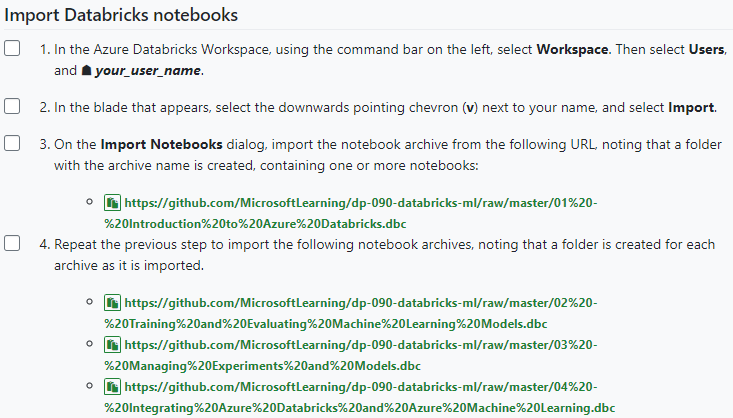 Import Databricks notebooks
1. In the Azure Databricks Workspace, using the command bar on the left, select Workspace. Then select Users,
and your_user_name.
2. In the blade that appears, select the downwards pointing chevron (v) next to your name, and select Import.
3. On the Import Notebooks dialog, import the notebook archive from the following URL, noting that a folder
with the archive name is created, containing one or more notebooks:
https://github.com/MicrosoftLearning/dp-090-databricks-ml/raw/master/01%20-
%20Introduction%20to%20Azure%20Databricks.dbc
4. Repeat the previous step to import the following notebook archives, noting that a folder is created for each
archive as it is imported.
https://github.com/MicrosoftLearning/dp-090-databricks-ml/raw/master/02%20-
%20Training%20and%20Evaluating%20Machine%20Learning%20Models.dbc
https://github.com/MicrosoftLearning/dp-090-databricks-ml/raw/master/03%20-
%20Managing%20Experiments%20and%20Models.dbc
https://github.com/MicrosoftLearning/dp-090-databricks-ml/raw/master/04%20-
%20Integrating%20Azure%20Databricks%20and%20Azure%20Machine%20Learning.dbc